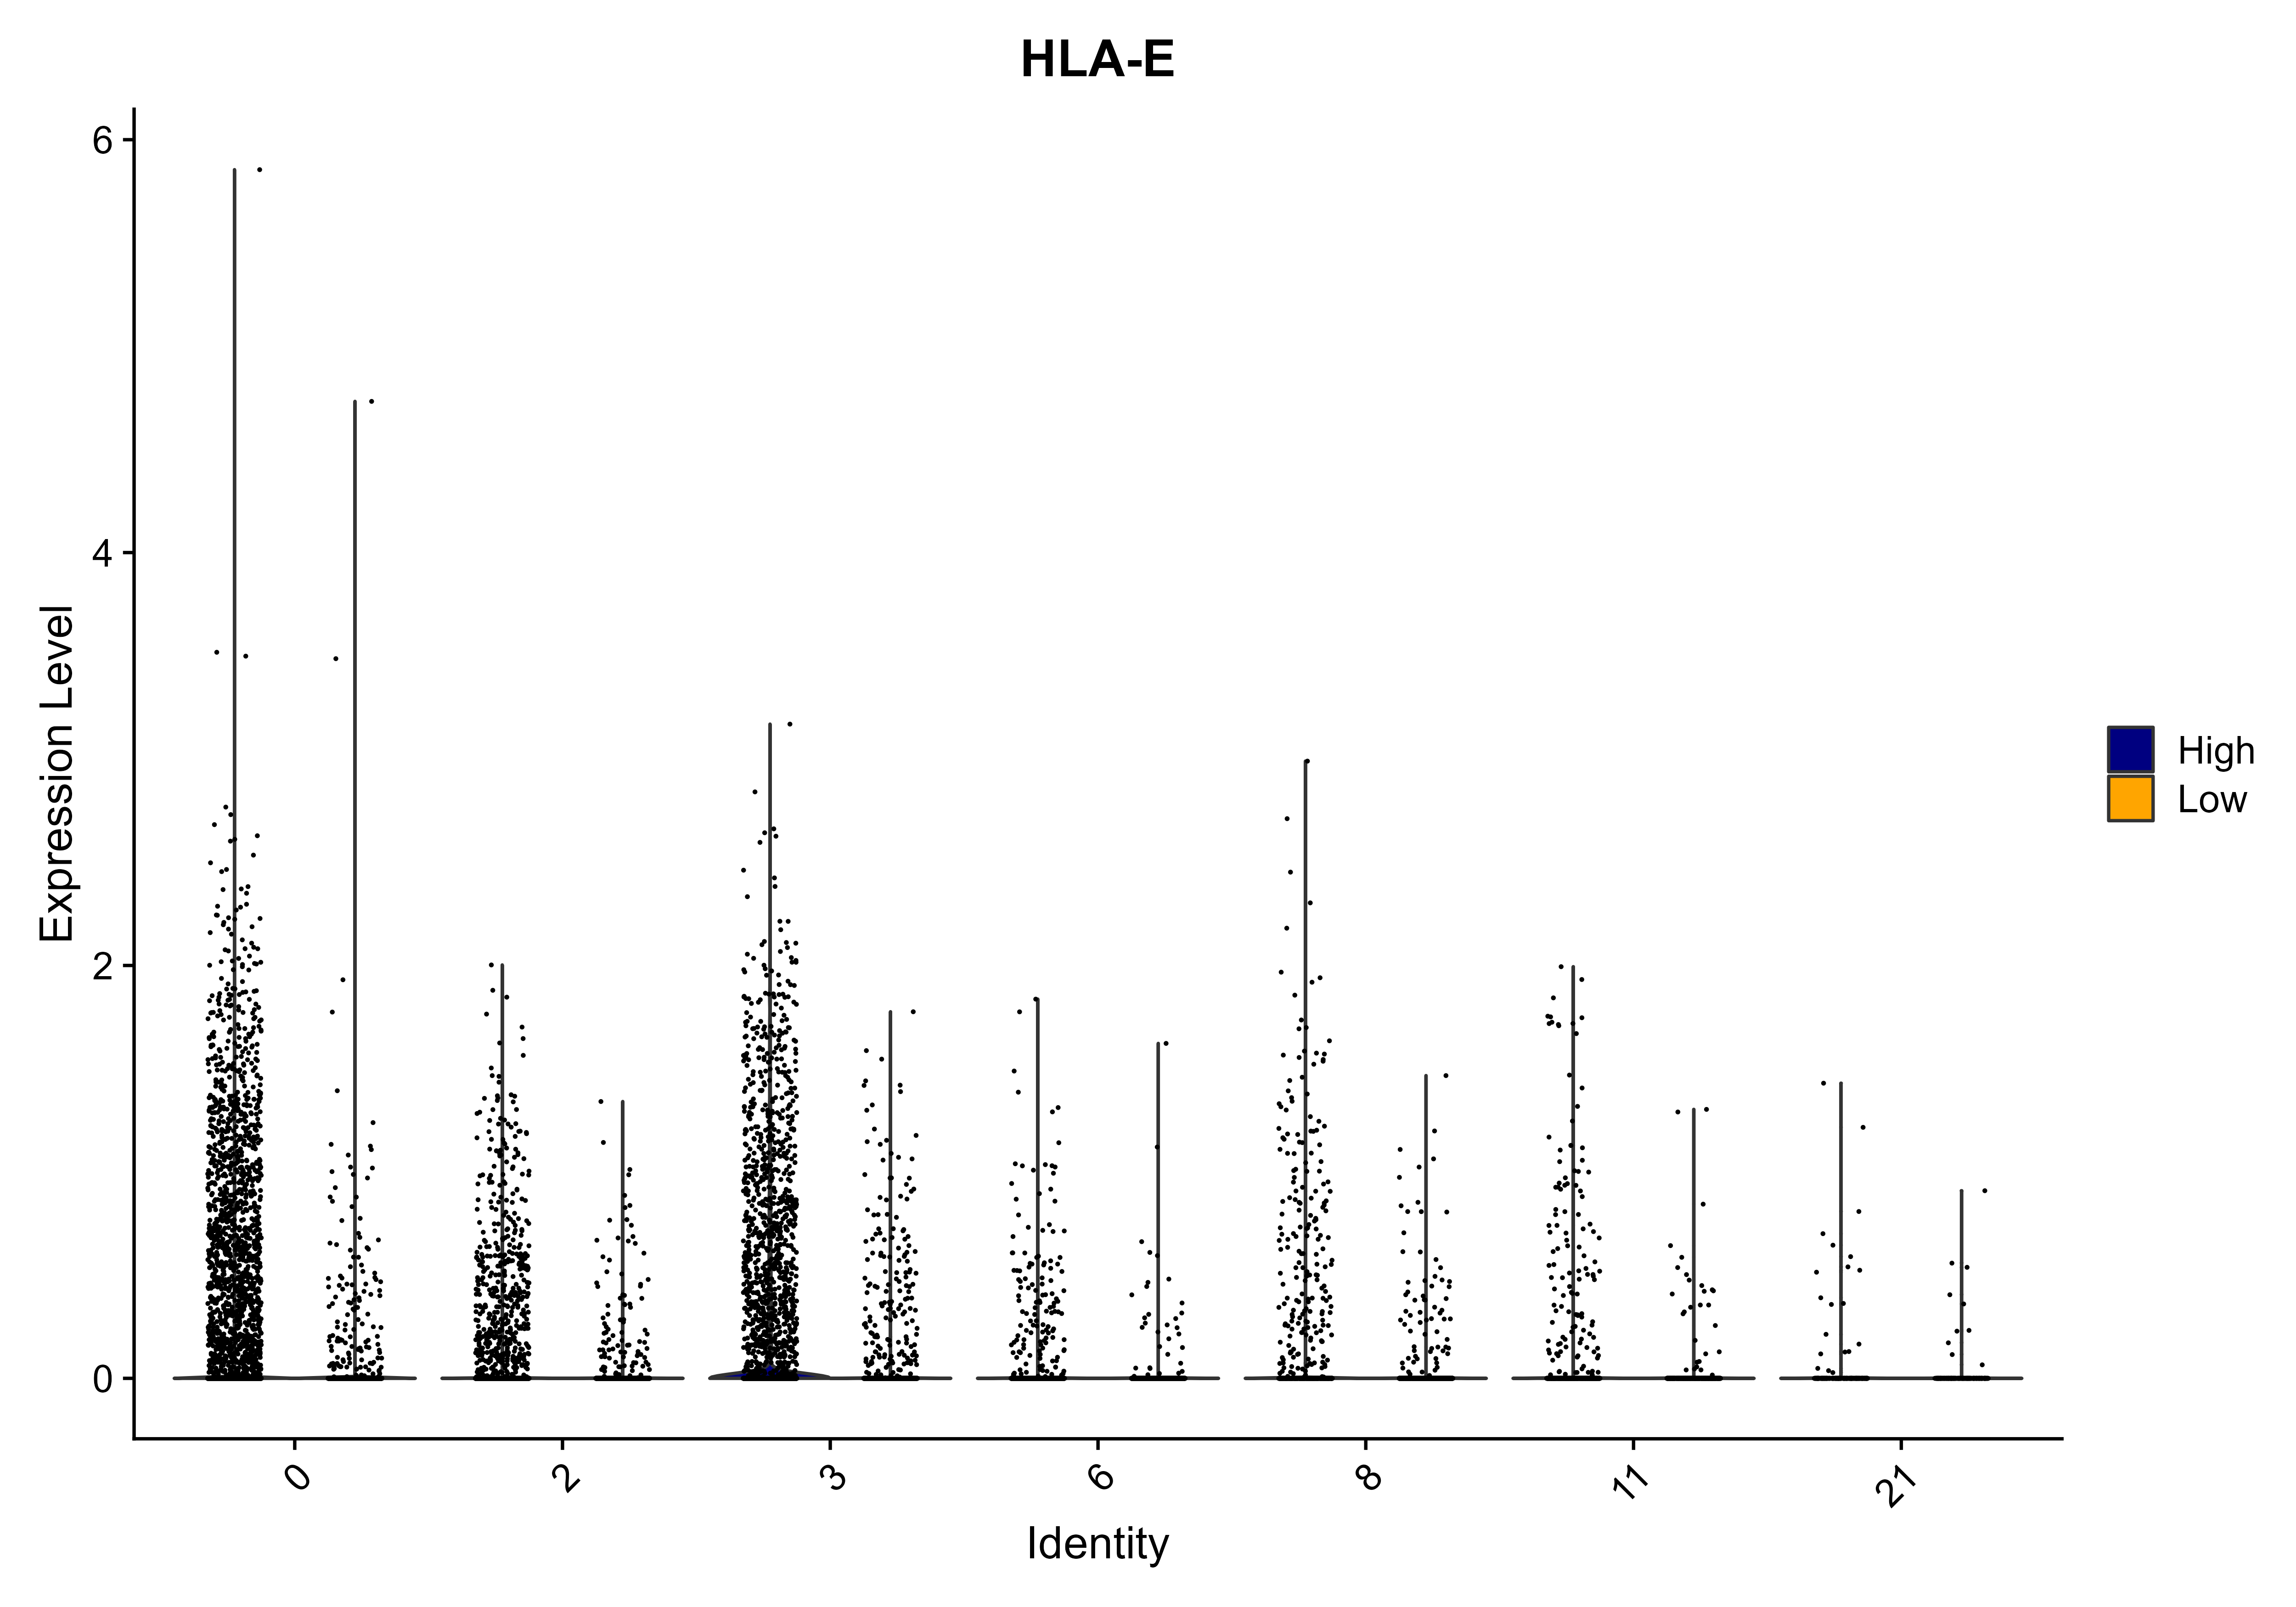 HLA-E
Expression Level
6
4
2
0
0 2 3 6 8 11 21
Identity
High
Low